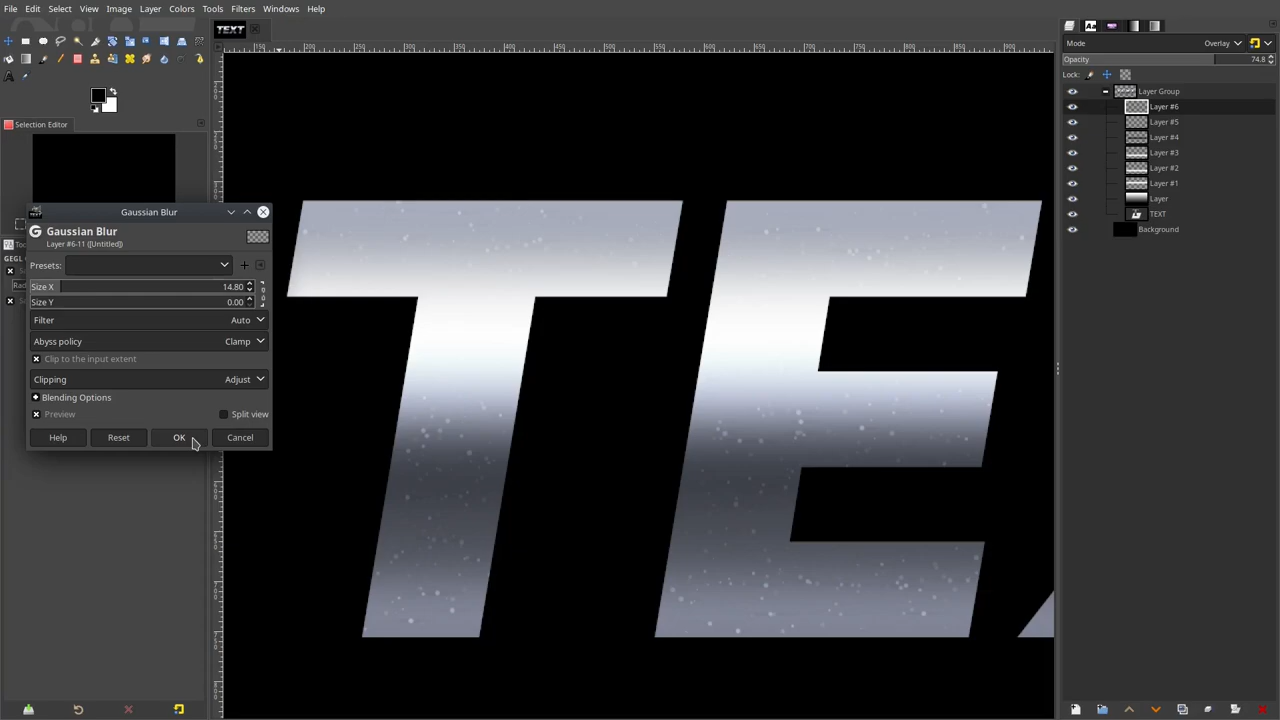 File Edit Select View Image Layer Colors Tools Filters Windows Help
TEXT
Mode Overlay
Opacity 74.8
Lock:
Layer Group
Layer #6
Layer #5
Layer #4
Layer #3
Layer #2
Layer #1
Layer
TEXT
Background
Selection Editor
Gaussian Blur
Gaussian Blur
Layer #6-11 ([Untitled])
Presets:
Size X 14.80
Size Y 0.00
Filter Auto
Abyss policy Clamp
Clip to the input extent
Clipping Adjust
Blending Options
Preview Split view
Help Reset OK Cancel
TE